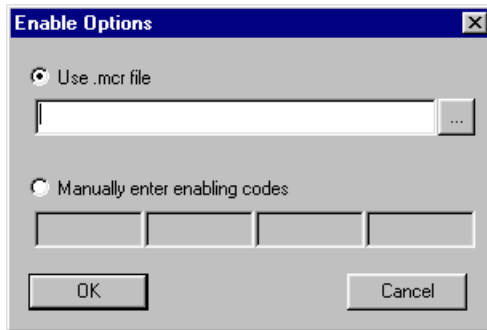 Enable Options
Use .mcr file
...
Manually enter enabling codes
OK
Cancel